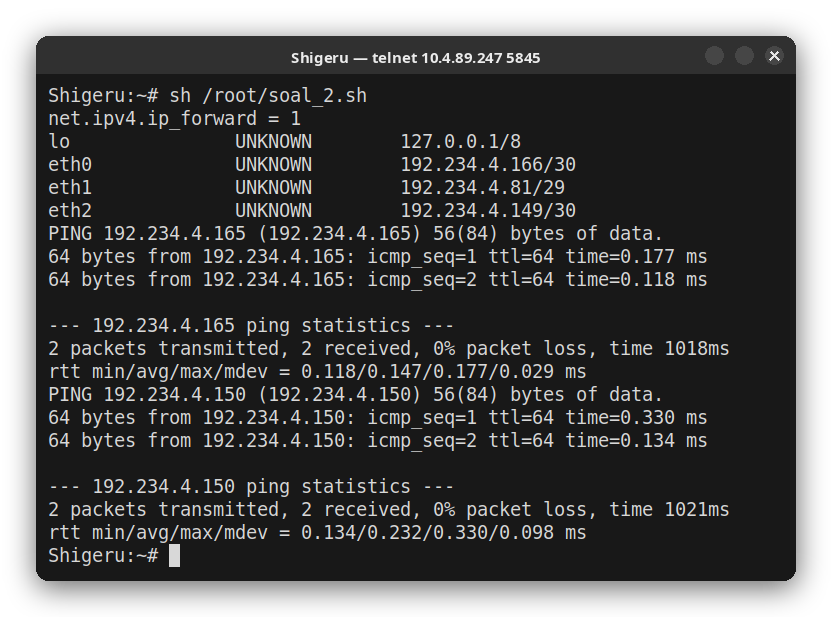 Shigeru — telnet 10.4.89.247 5845
Shigeru:~# sh /root/soal_2.sh
net.ipv4.ip_forward = 1
lo               UNKNOWN        127.0.0.1/8
eth0             UNKNOWN        192.234.4.166/30
eth1             UNKNOWN        192.234.4.81/29
eth2             UNKNOWN        192.234.4.149/30
PING 192.234.4.165 (192.234.4.165) 56(84) bytes of data.
64 bytes from 192.234.4.165: icmp_seq=1 ttl=64 time=0.177 ms
64 bytes from 192.234.4.165: icmp_seq=2 ttl=64 time=0.118 ms

--- 192.234.4.165 ping statistics ---
2 packets transmitted, 2 received, 0% packet loss, time 1018ms
rtt min/avg/max/mdev = 0.118/0.147/0.177/0.029 ms
PING 192.234.4.150 (192.234.4.150) 56(84) bytes of data.
64 bytes from 192.234.4.150: icmp_seq=1 ttl=64 time=0.330 ms
64 bytes from 192.234.4.150: icmp_seq=2 ttl=64 time=0.134 ms

--- 192.234.4.150 ping statistics ---
2 packets transmitted, 2 received, 0% packet loss, time 1021ms
rtt min/avg/max/mdev = 0.134/0.232/0.330/0.098 ms
Shigeru:~#